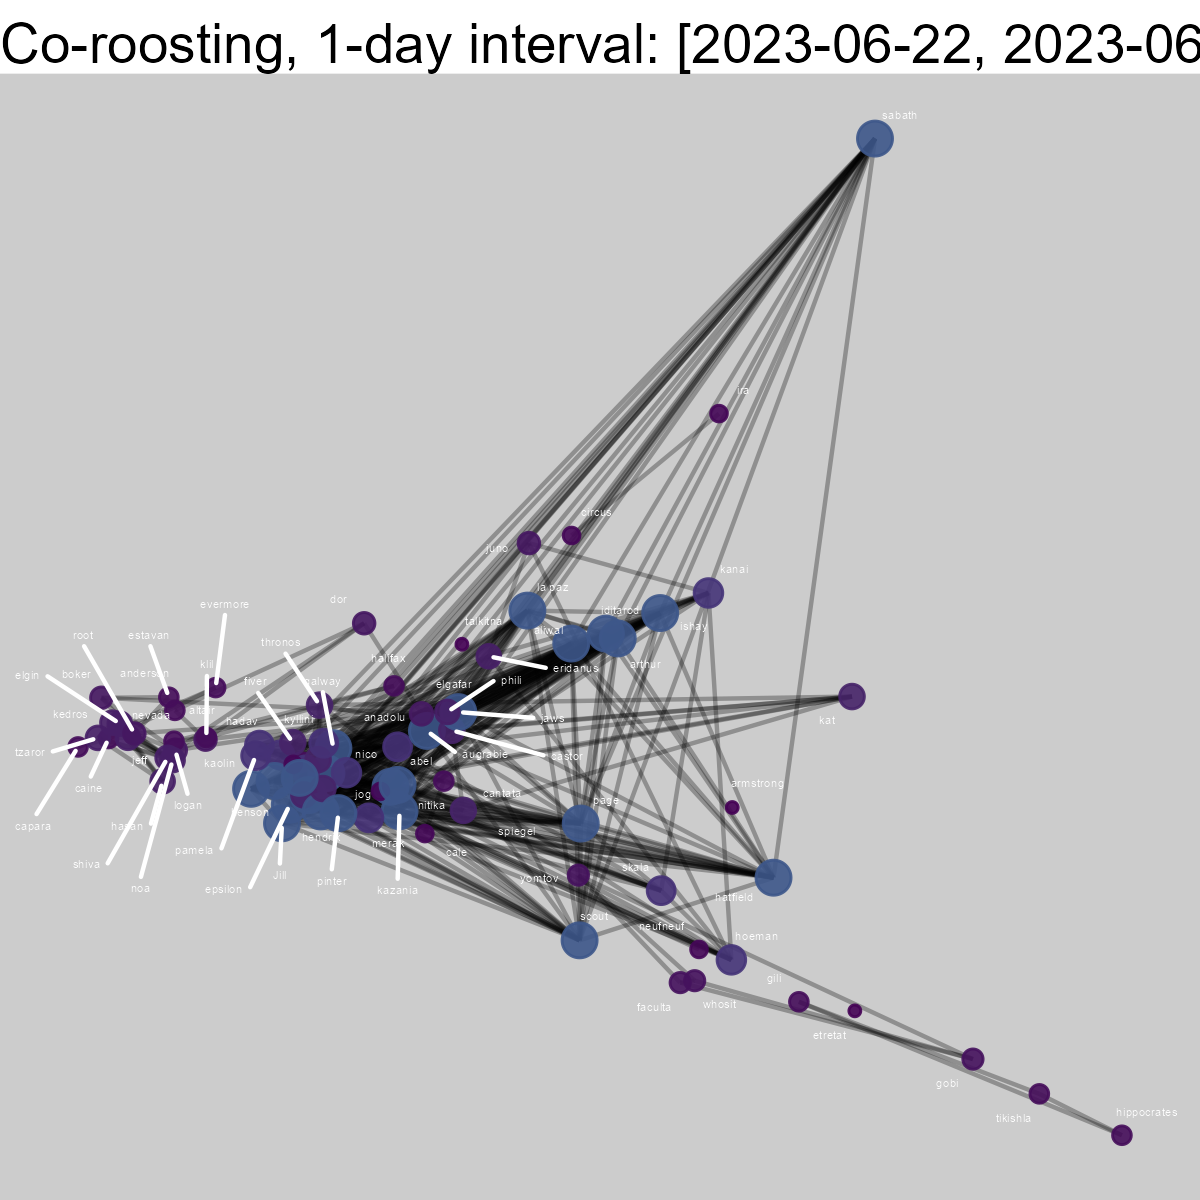 Co-roosting, 1-day interval: [2023-06-22, 2023-06
sabath
ira
circus
juno
kanai
la paz
evermore
dor
iditarod
talkitna
aliwal
ishay
root
estavan
thronos
halifax
arthur
eridanus
elgin
boker
anderson
kill
fiver
galway
elgafar
phili
kedros
nevada
altair
hadav
kyllini
anadolu
jaws
kat
tzaror
jeff
kaolin
nico
abel
augrabie
castor
caine
logan
benson
jog
nitika
cantata
page
armstrong
capara
harran
hendrix
merak
spiegel
shiva
pamela
cale
noa
epsilon
Jill
pinter
kazania
yomtov
skala
hatfield
scout
neufneuf
hoeman
gili
faculta
whosit
etretat
gobi
tikishla
hippocrates